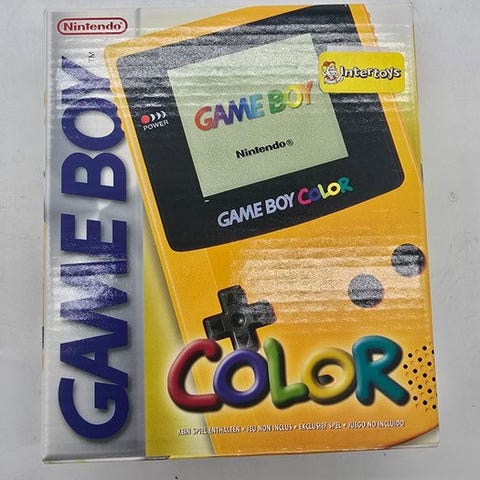 Nintendo
GAME BOY
TM
POWER
GAME BOY
Nintendo®
GAME BOY COLOR
Intertoys
COLOR
KEIN SPIEL ENTHALTEN • JEU NON INCLUS • EXCLUSIEF SPEL • JUEGO NO INCLUIDO